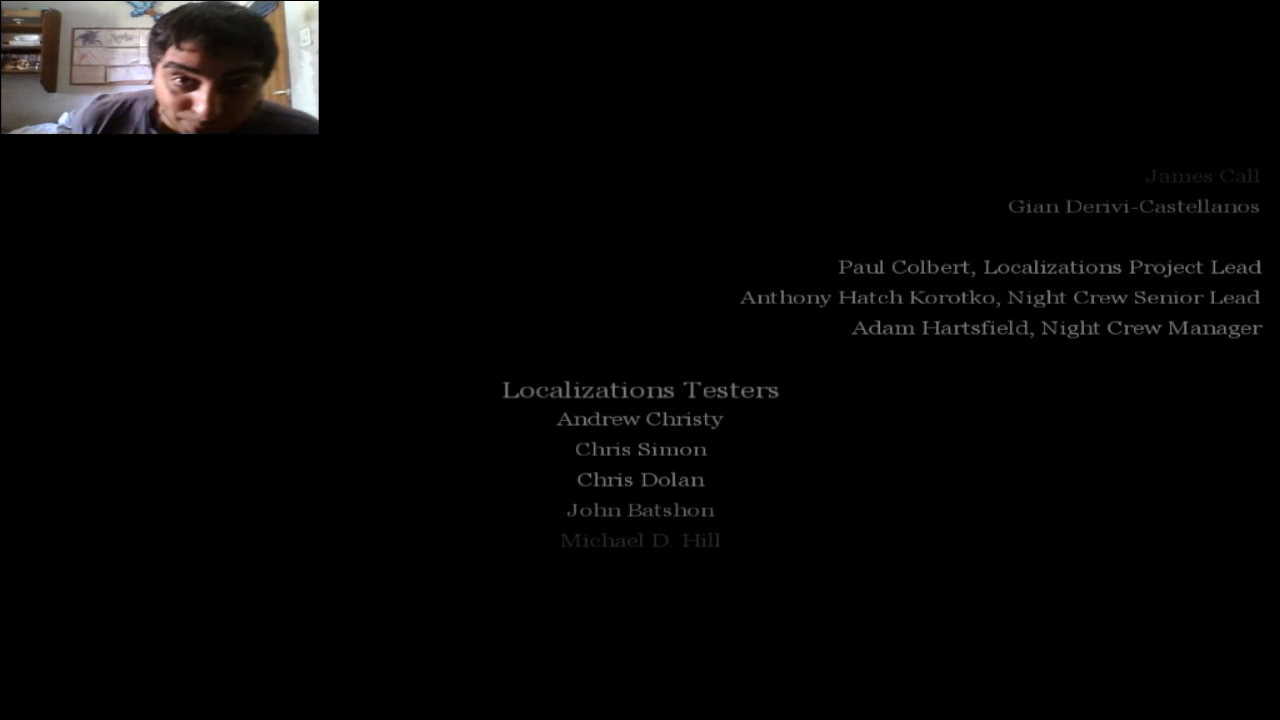 James Call
Gian Derivi-Castellanos
Paul Colbert, Localizations Project Lead
Anthony Hatch Korotko, Night Crew Senior Lead
Adam Hartsfield, Night Crew Manager
Localizations Testers
Andrew Christy
Chris Simon
Chris Dolan
John Batshon
Michael D. Hill